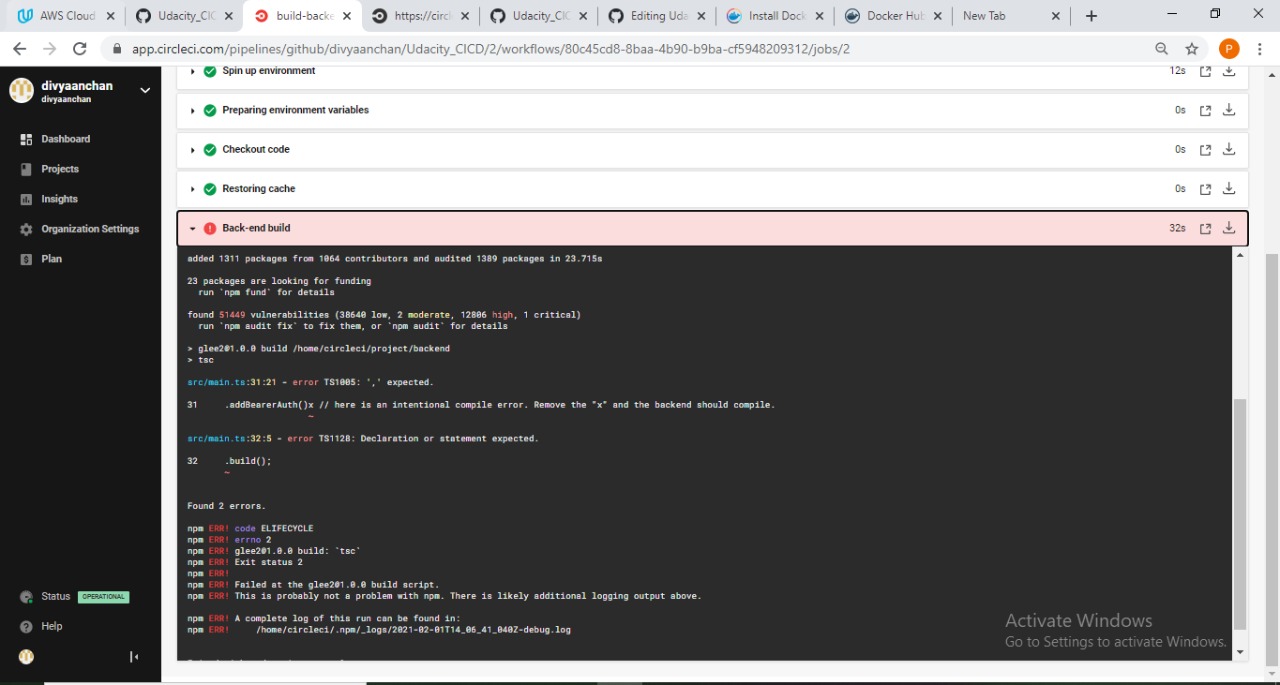 AWS Cloud
Udacity_CIC
build-backe
https://circl
Udacity_CIC
Editing Uda
Install Dock
Docker Hub
New Tab
app.circleci.com/pipelines/github/divyaanchan/Udacity_CICD/2/workflows/80c45cd8-8baa-4b90-b9ba-cf5948209312/jobs/2
P
divyaanchan
divyaanchan
Dashboard
Projects
Insights
Organization Settings
Plan
Status OPERATIONAL
Help
Spin up environment 12s
Preparing environment variables 0s
Checkout code 0s
Restoring cache 0s
Back-end build 32s
added 1311 packages from 1064 contributors and audited 1389 packages in 23.715s
23 packages are looking for funding
run `npm fund` for details
found 51449 vulnerabilities (38640 low, 2 moderate, 12806 high, 1 critical)
run `npm audit fix` to fix them, or `npm audit` for details
> glee2@1.0.0 build /home/circleci/project/backend
> tsc
src/main.ts:31:21 - error TS1005: ',' expected.
31 .addBearerAuth()x // here is an intentional compile error. Remove the "x" and the backend should compile.
~
src/main.ts:32:5 - error TS1128: Declaration or statement expected.
32 .build();
~
Found 2 errors.
npm ERR! code ELIFECYCLE
npm ERR! errno 2
npm ERR! glee2@1.0.0 build: `tsc`
npm ERR! Exit status 2
npm ERR!
npm ERR! Failed at the glee2@1.0.0 build script.
npm ERR! This is probably not a problem with npm. There is likely additional logging output above.
npm ERR! A complete log of this run can be found in:
npm ERR! /home/circleci/.npm/_logs/2021-02-01T14_06_41_040Z-debug.log
Activate Windows
Go to Settings to activate Windows.